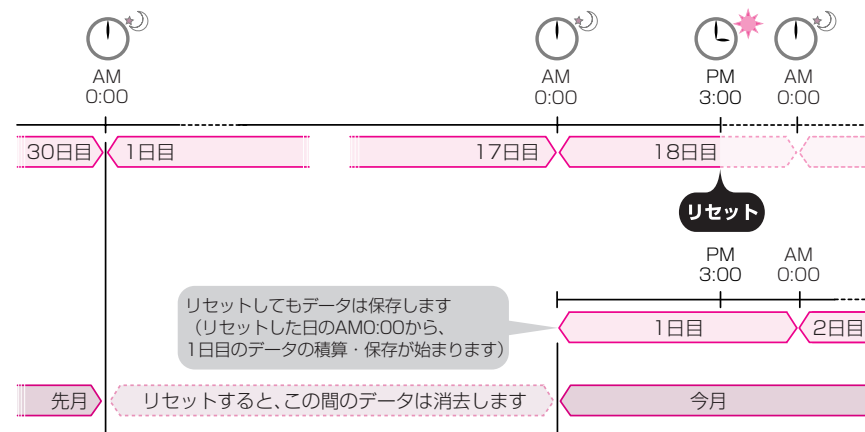 AM
0:00
AM
0:00
PM
3:00
AM
0:00
30日目
1日目
17日目
18日目
リセット
PM
3:00
AM
0:00
リセットしてもデータは保存します
（リセットした日のAM0:00から、
1日目のデータの積算・保存が始まります）
1日目
2日目
先月
リセットすると、この間のデータは消去します
今月